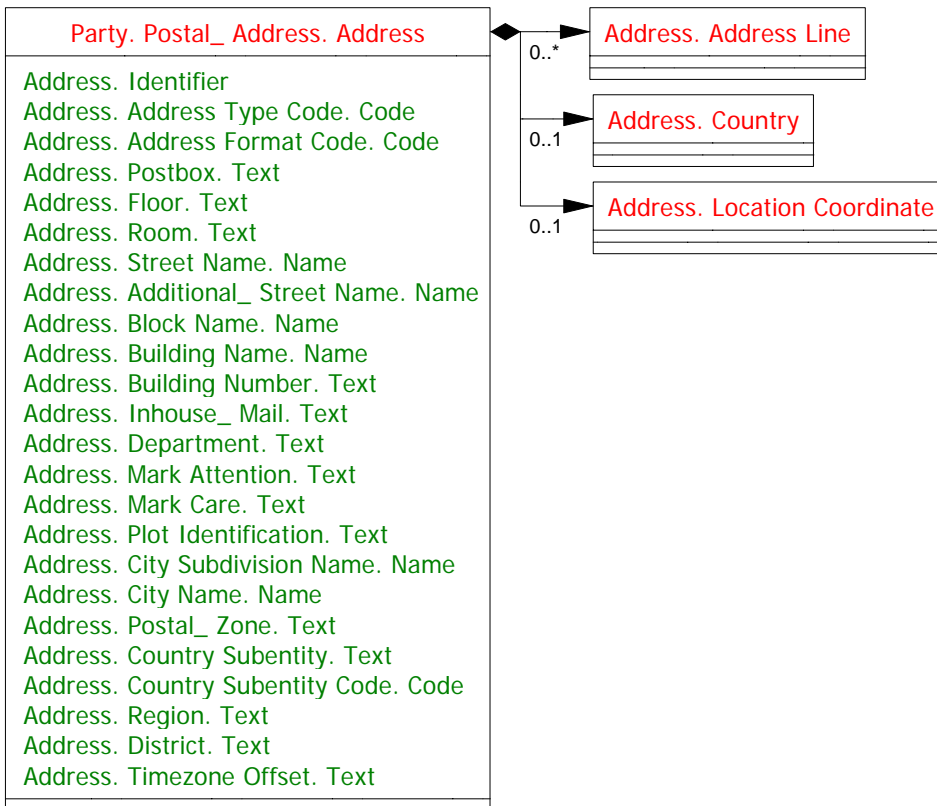 Party. Postal_ Address. Address
Address. Identifier
Address. Address Type Code. Code
Address. Address Format Code. Code
Address. Postbox. Text
Address. Floor. Text
Address. Room. Text
Address. Street Name. Name
Address. Additional_ Street Name. Name
Address. Block Name. Name
Address. Building Name. Name
Address. Building Number. Text
Address. Inhouse_ Mail. Text
Address. Department. Text
Address. Mark Attention. Text
Address. Mark Care. Text
Address. Plot Identification. Text
Address. City Subdivision Name. Name
Address. City Name. Name
Address. Postal_ Zone. Text
Address. Country Subentity. Text
Address. Country Subentity Code. Code
Address. Region. Text
Address. District. Text
Address. Timezone Offset. Text
0..*
Address. Address Line
0..1
Address. Country
0..1
Address. Location Coordinate